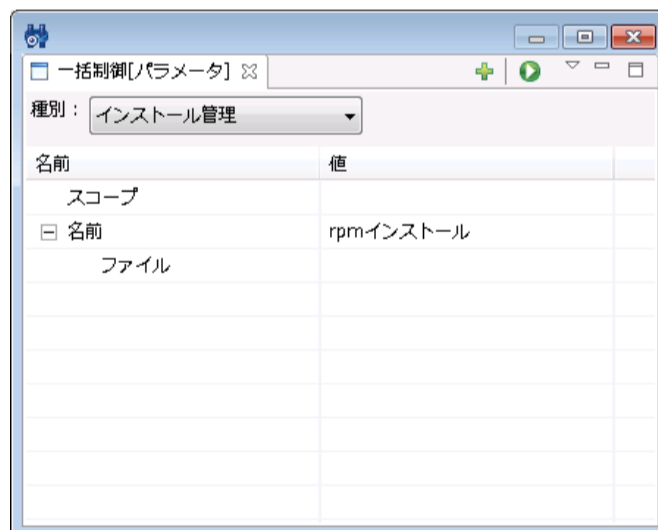 一括制御[パラメータ]
種別： インストール管理
名前 値
スコープ
名前 rpmインストール
ファイル